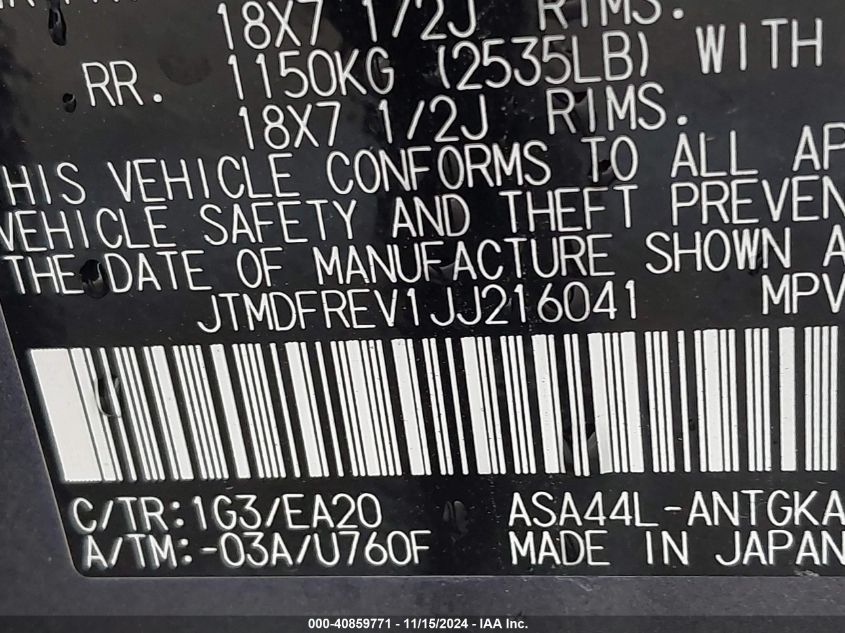 18X7 1/2J RIMS.
RR. 1150KG (2535LB) WITH
18X7 1/2J RIMS.
THIS VEHICLE CONFORMS TO ALL AP
VEHICLE SAFETY AND THEFT PREVEN
THE DATE OF MANUFACTURE SHOWN A
JTMDFREV1JJ216041 MPV
C/TR:1G3/EA20 ASA44L-ANTGKA
A/TM:-03A/U760F MADE IN JAPAN
000-40859771 - 11/15/2024 - IAA Inc.